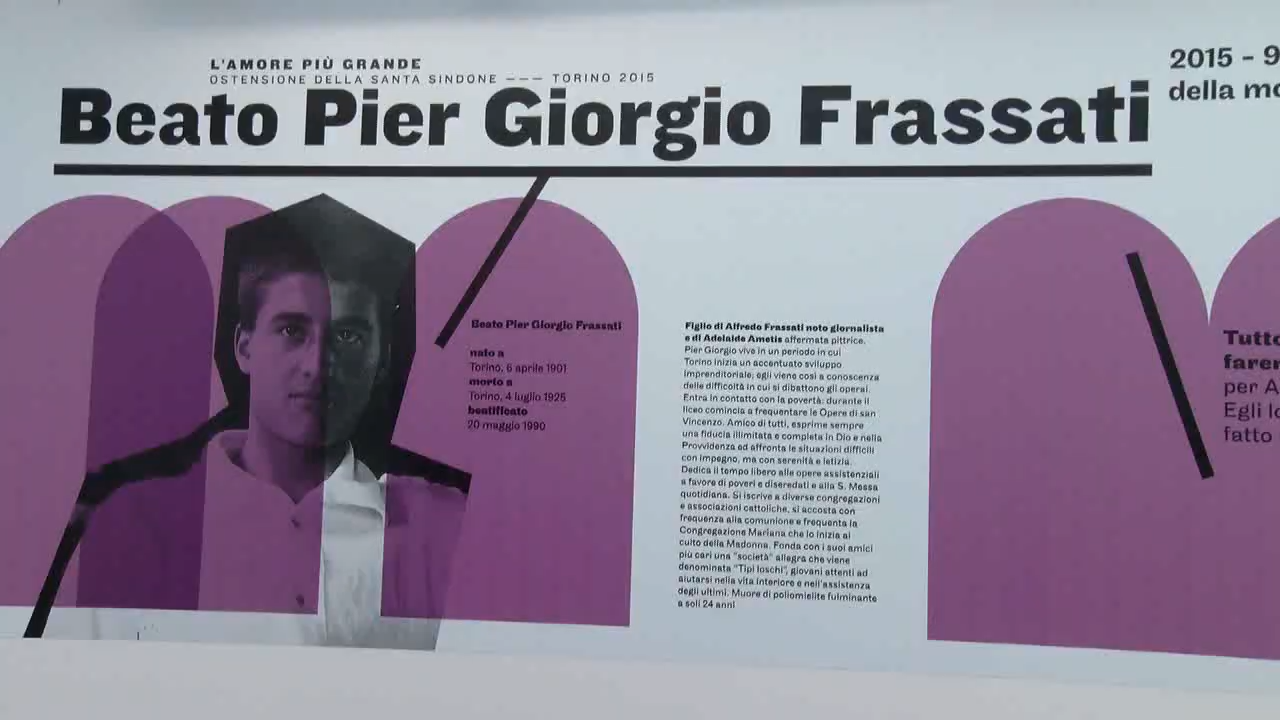 L'AMORE PIÙ GRANDE
OSTENSIONE DELLA SANTA SINDONE ––– TORINO 2015
Beato Pier Giorgio Frassati
2015 - 9
della mo
Beato Pier Giorgio Frassati
nato a
Torino, 6 aprile 1901
morto a
Torino, 4 luglio 1925
beatificato
20 maggio 1990
Figlio di Alfredo Frassati noto giornalista
e di Adelaide Ametis affermata pittrice.
Pier Giorgio vive in un periodo in cui
Torino inizia un accentuato sviluppo
imprenditoriale; egli viene così a conoscenza
delle difficoltà in cui si dibattono gli operai.
Entra in contatto con la povertà: durante il
liceo comincia a frequentare le Opere di san
Vincenzo. Amico di tutti, esprime sempre
una fiducia illimitata e completa in Dio e nella
Provvidenza ed affronta le situazioni difficili
con impegno, ma con serenità e letizia.
Dedica il tempo libero alle opere assistenziali
a favore di poveri e diseredati e alla S. Messa
quotidiana. Si iscrive a diverse congregazioni
e associazioni cattoliche, si accosta con
frequenza alla comunione e frequenta la
Congregazione Mariana che lo inizia al
culto della Madonna. Fonda con i suoi amici
più cari una "società" allegra che viene
denominata "Tipi loschi", giovani attenti ad
aiutarsi nella vita interiore e nell'assistenza
degli ultimi. Muore di poliomielite fulminante
a soli 24 anni
Tutto
faren
per A
Egli lo
fatto